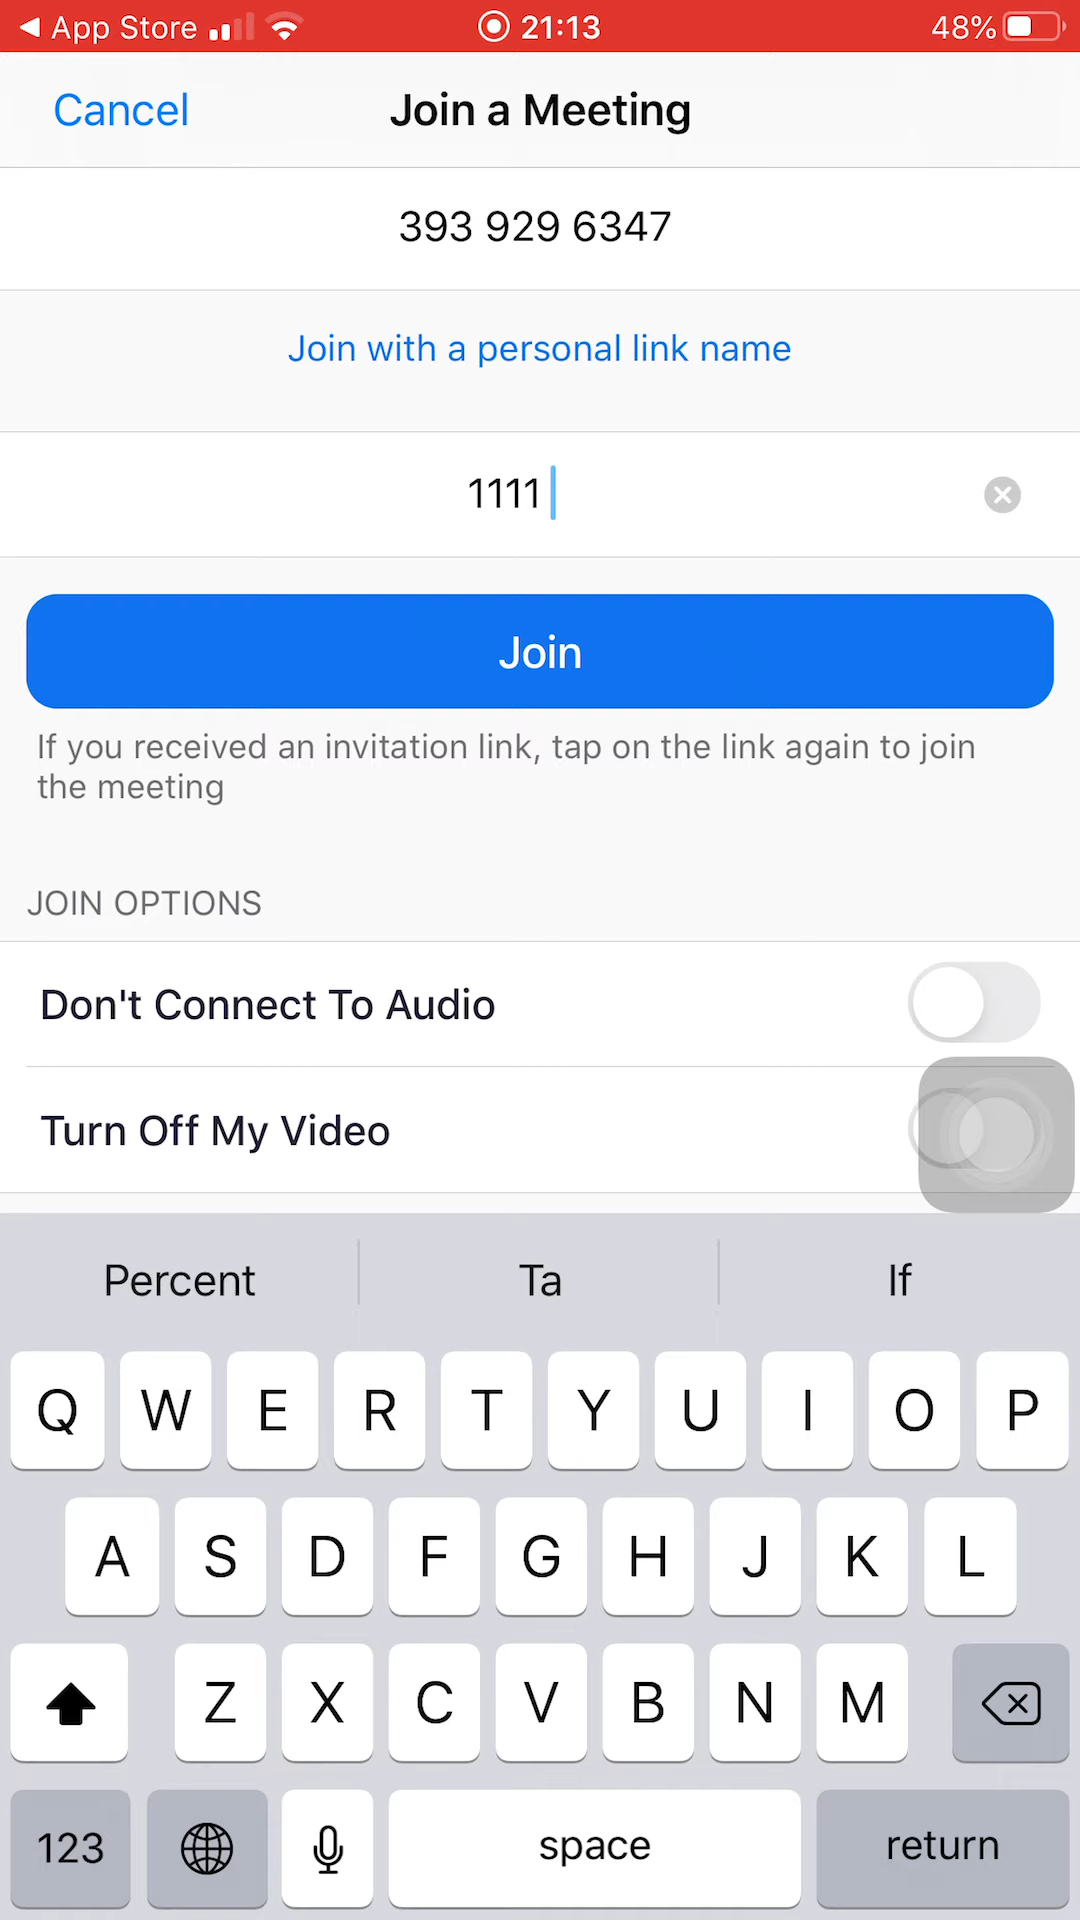 App Store 21:13 48%
Cancel Join a Meeting
393 929 6347
Join with a personal link name
1111
Join
If you received an invitation link, tap on the link again to join
the meeting
JOIN OPTIONS
Don't Connect To Audio
Turn Off My Video
Percent Ta If
Q W E R T Y U I O P
A S D F G H J K L
Z X C V B N M
123 space return